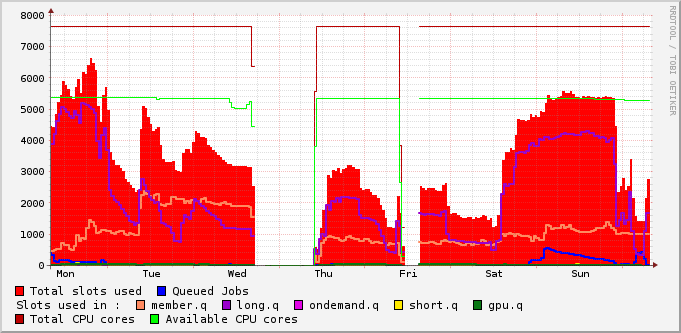 8000
7000
6000
5000
4000
3000
2000
1000
0
Mon Tue Wed Thu Fri Sat Sun
RRDTOOL / TOBI OETIKER
Total slots used Queued Jobs
Slots used in : member.q long.q ondemand.q short.q gpu.q
Total CPU cores Available CPU cores